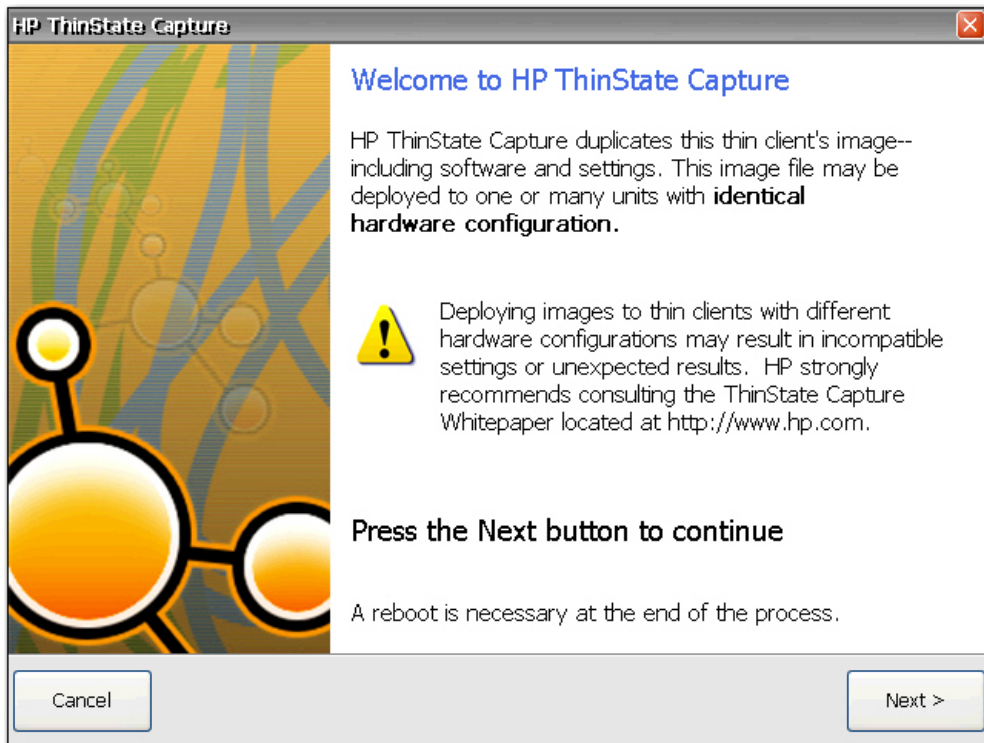 HP ThinState Capture
Welcome to HP ThinState Capture
HP ThinState Capture duplicates this thin client's image--
including software and settings. This image file may be
deployed to one or many units with identical
hardware configuration.
Deploying images to thin clients with different
hardware configurations may result in incompatible
settings or unexpected results. HP strongly
recommends consulting the ThinState Capture
Whitepaper located at http://www.hp.com.
Press the Next button to continue
A reboot is necessary at the end of the process.
Cancel
Next >